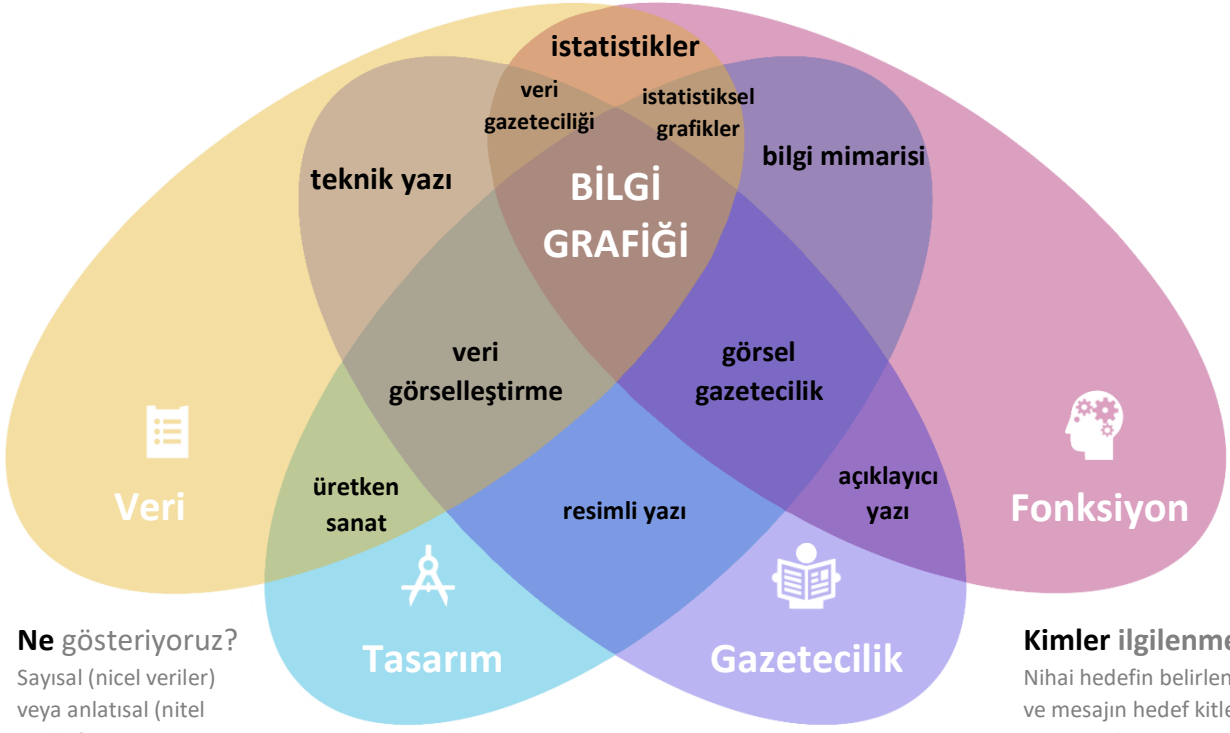 istatistikler
veri
gazeteciliği
istatistiksel
grafikler
teknik yazı
bilgi mimarisi
BİLGİ
GRAFİĞİ
veri
görselleştirme
görsel
gazetecilik
Veri
üretken
sanat
resimli yazı
açıklayıcı
yazı
Fonksiyon
Tasarım
Gazetecilik
Ne gösteriyoruz?
Sayısal (nicel veriler)
veya anlatısal (nitel
Kimler
Nihai hedefin
ve mesajın hedef